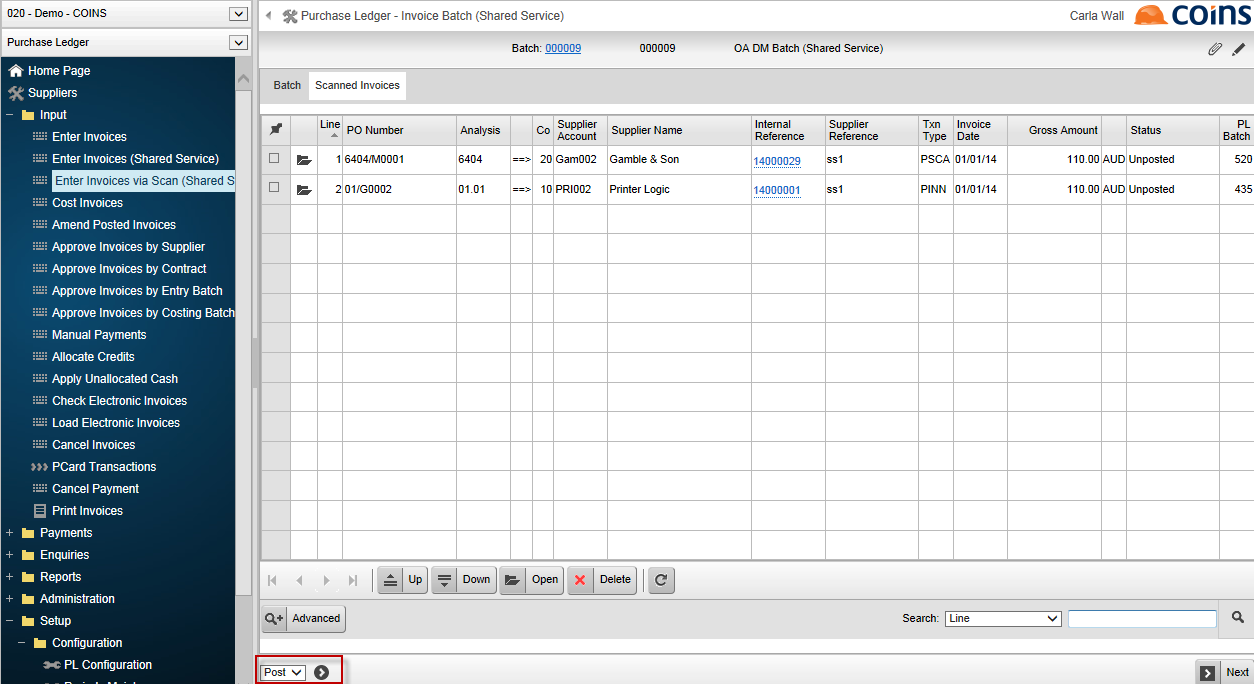 020 - Demo - COINS
Purchase Ledger
Home Page
Suppliers
Input
Enter Invoices
Enter Invoices (Shared Service)
Enter Invoices via Scan (Shared S
Cost Invoices
Amend Posted Invoices
Approve Invoices by Supplier
Approve Invoices by Contract
Approve Invoices by Entry Batch
Approve Invoices by Costing Batch
Manual Payments
Allocate Credits
Apply Unallocated Cash
Check Electronic Invoices
Load Electronic Invoices
Cancel Invoices
PCard Transactions
Cancel Payment
Print Invoices
Payments
Enquiries
Reports
Administration
Setup
Configuration
PL Configuration
Purchase Ledger - Invoice Batch (Shared Service)
Carla Wall
coins
Batch: 000009 000009 OA DM Batch (Shared Service)
Batch Scanned Invoices
Line PO Number Analysis Co Supplier Account Supplier Name Internal Reference Supplier Reference Txn Type Invoice Date Gross Amount Status PL Batch
1 6404/M0001 6404 ==> 20 Gam002 Gamble & Son 14000029 ss1 PSCA 01/01/14 110.00 AUD Unposted 520
2 01/G0002 01.01 ==> 10 PRI002 Printer Logic 14000001 ss1 PINN 01/01/14 110.00 AUD Unposted 435
Up Down Open Delete
Advanced
Search: Line
Post
Next